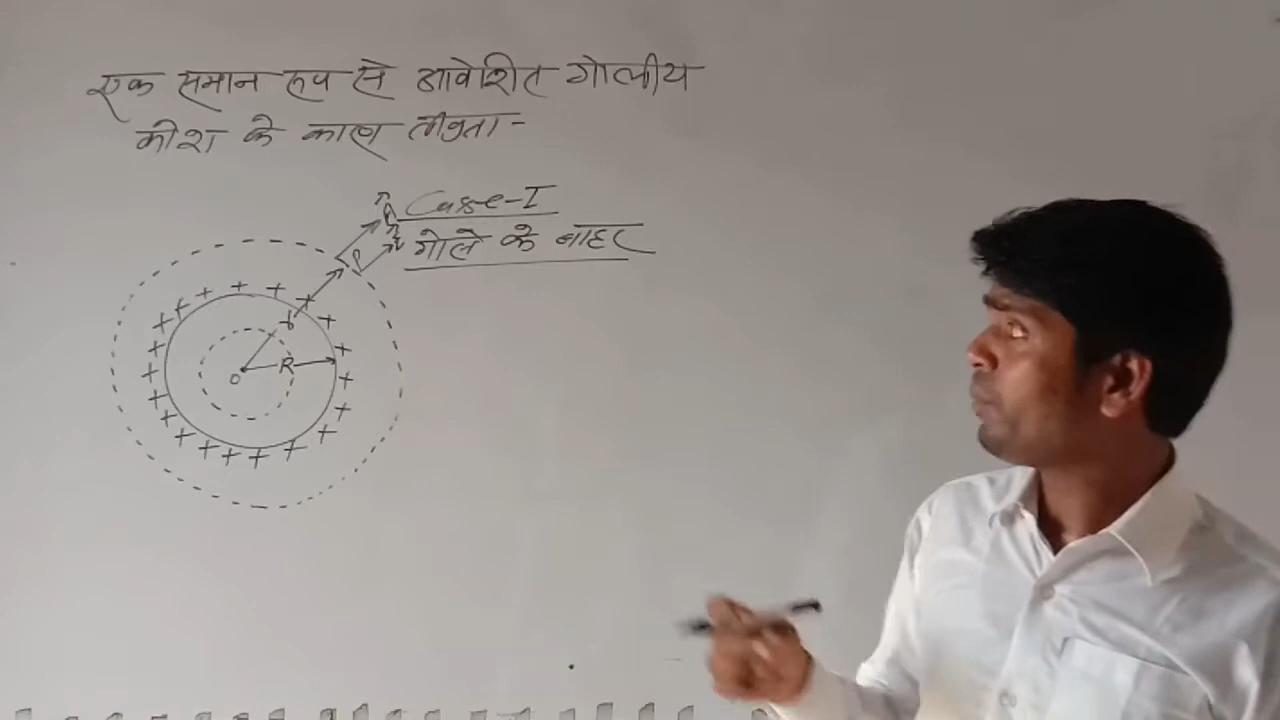 एक समान रूप से आवेशित गोलीय
कोश के कारण तीव्रता -
Case-I
गोले के बाहर
P
r
R
O